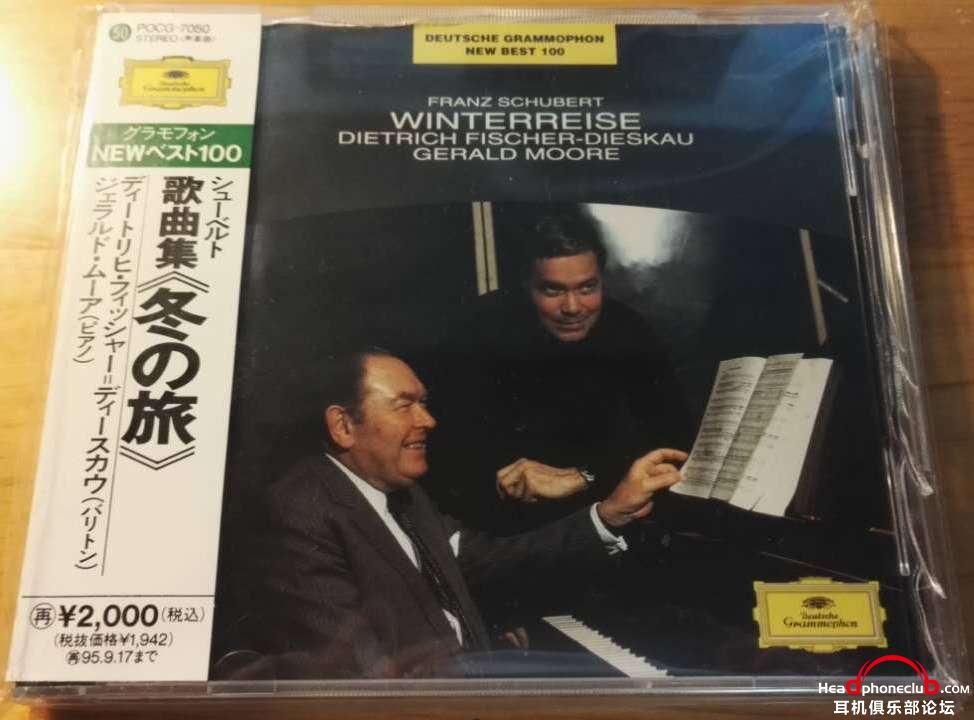 50 POCG-7050
STEREO
Deutsche
Grammophon
グラモフォン
NEWベスト100
シューベルト
歌曲集《冬の旅》
ディートリヒ・フィッシャー=ディースカウ(バリトン)
ジェラルド・ムーア(ピアノ)
再 ¥2,000(税込)
(税抜価格¥1,942)
再95.9.17まで
DEUTSCHE GRAMMOPHON
NEW BEST 100
FRANZ SCHUBERT
WINTERREISE
DIETRICH FISCHER-DIESKAU
GERALD MOORE
Deutsche
Grammophon
Headphoneclub.com
耳机俱乐部论坛